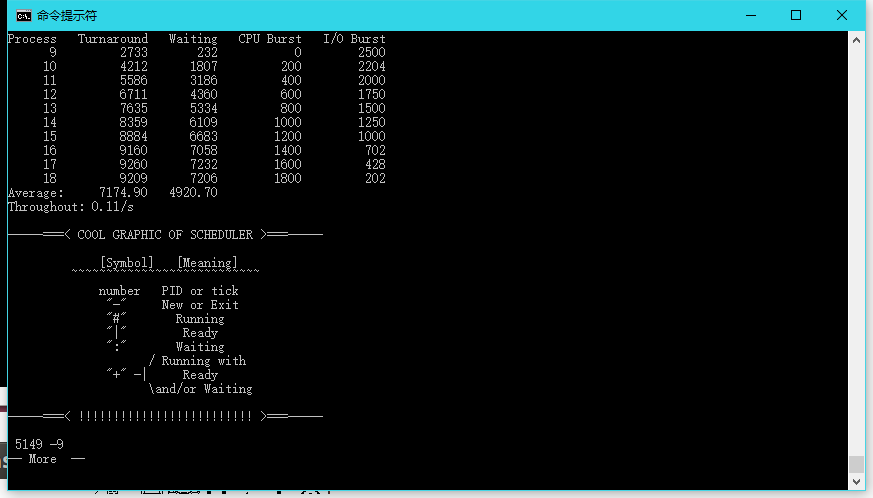 命令提示符
Process   Turnaround   Waiting   CPU Burst   I/O Burst
9   2733   232   0   2500
10   4212   1807   200   2204
11   5586   3186   400   2000
12   6711   4360   600   1750
13   7635   5334   800   1500
14   8359   6109   1000   1250
15   8884   6683   1200   1000
16   9160   7058   1400   702
17   9260   7232   1600   428
18   9209   7206   1800   202
Average:   7174.90   4920.70
Throughout: 0.11/s
——————===< COOL GRAPHIC OF SCHEDULER >===——————
[Symbol]   [Meaning]
~~~~~~~~~~~~~~~~~~~~~~~~~~~
number   PID or tick
"-"   New or Exit
"#"   Running
"|"   Ready
":"   Waiting
/ Running with
"+" -|   Ready
\and/or Waiting
——————===< !!!!!!!!!!!!!!!!!!!!!!!!! >===——————
5149 -9
-- More  --